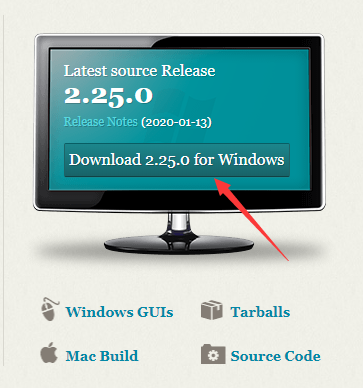 Latest source Release
2.25.0
Release Notes (2020-01-13)
Download 2.25.0 for Windows
Windows GUIs
Tarballs
Mac Build
Source Code